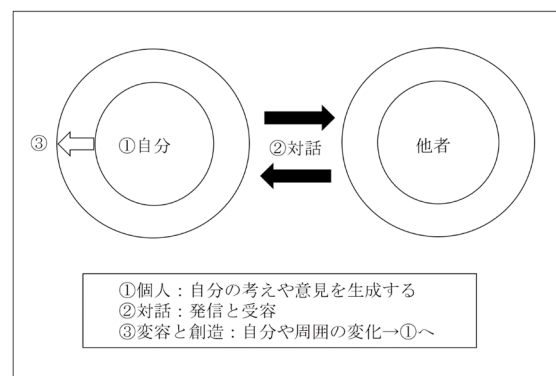 ③
①自分
②対話
他者
①個人：自分の考えや意見を生成する
②対話：発信と受容
③変容と創造：自分や周囲の変化→①へ